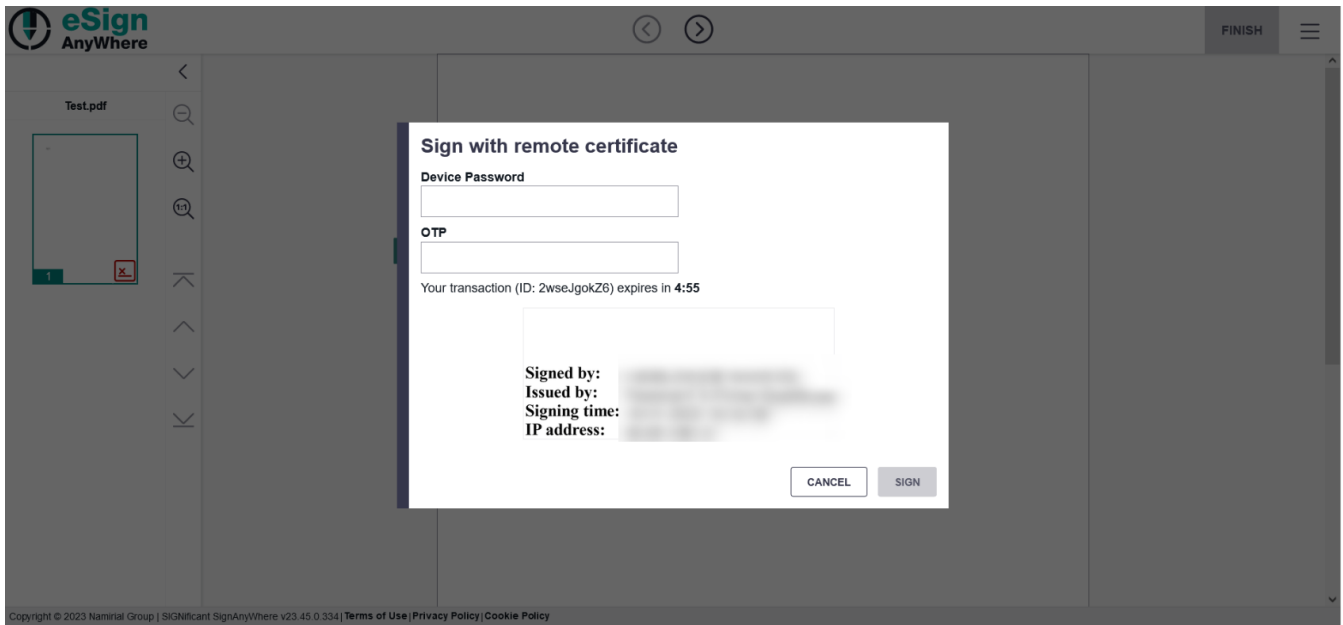 eSign
AnyWhere
FINISH
Test.pdf
1:1
1
x
Sign with remote certificate
Device Password
OTP
Your transaction (ID: 2wseJgokZ6) expires in 4:55
Signed by:
Issued by:
Signing time:
IP address:
CANCEL
SIGN
Copyright © 2023 Namirial Group | SIGNificant SignAnyWhere v23.45.0.334 | Terms of Use | Privacy Policy | Cookie Policy